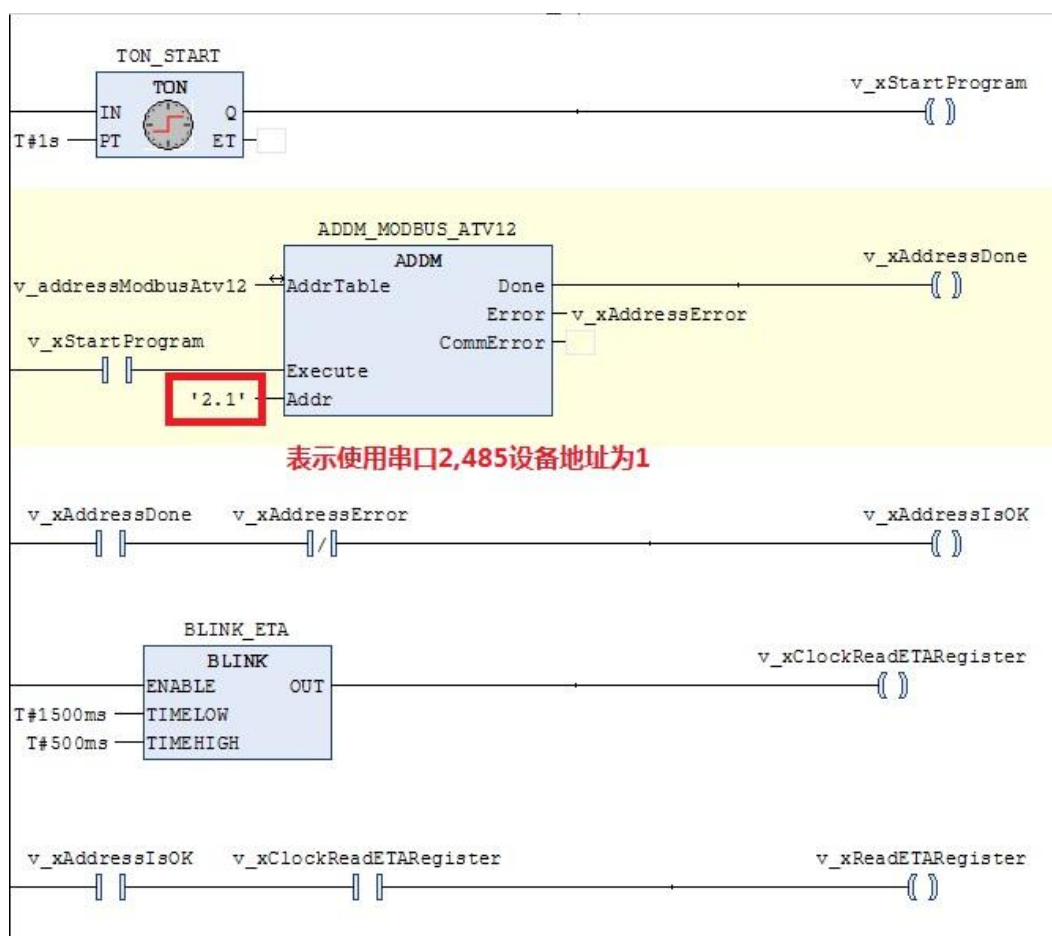 TON_START
TON
v_xStartProgram
IN Q
T#1s PT ET
ADDM_MODBUS_ATV12
ADDM
v_xAddressDone
v_addressModbusAtv12 AddrTable Done
Error v_xAddressError
v_xStartProgram CommError
Execute
'2.1' Addr
表示使用串口2,485设备地址为1
v_xAddressDone v_xAddressError v_xAddressIsOK
BLINK_ETA
BLINK
v_xClockReadETARegister
ENABLE OUT
T#1500ms TIMELOW
T#500ms TIMEHIGH
v_xAddressIsOK v_xClockReadETARegister v_xReadETARegister